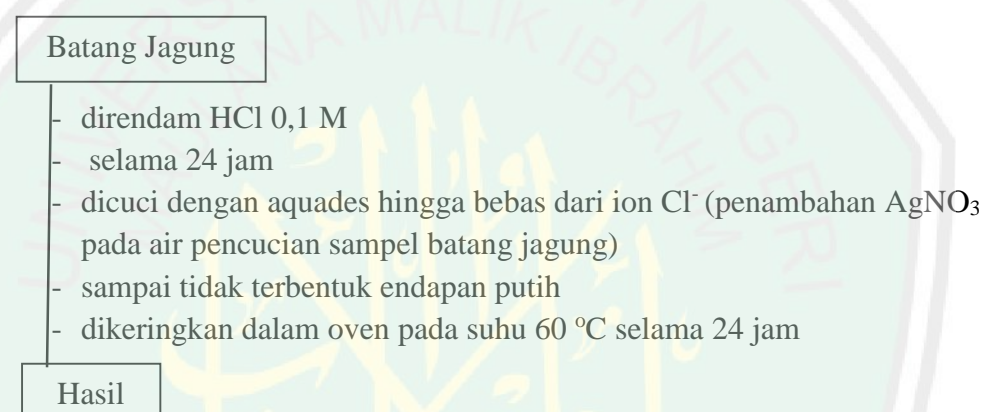 Batang Jagung
- direndam HCl 0,1 M
- selama 24 jam
- dicuci dengan aquades hingga bebas dari ion Cl⁻ (penambahan AgNO₃
pada air pencucian sampel batang jagung)
- sampai tidak terbentuk endapan putih
- dikeringkan dalam oven pada suhu 60 ⁰C selama 24 jam
Hasil